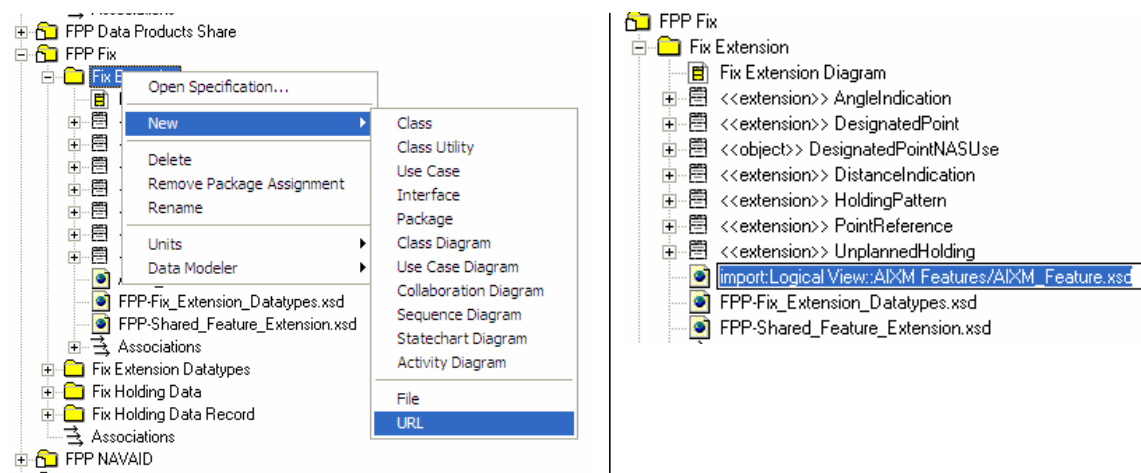 FPP Data Products Share
FPP Fix
Fix E
Open Specification...
New
Delete
Remove Package Assignment
Rename
Units
Data Modeler
Class
Class Utility
Use Case
Interface
Package
Class Diagram
Use Case Diagram
Collaboration Diagram
Sequence Diagram
Statechart Diagram
Activity Diagram
File
URL
FPP-Fix_Extension_Datatypes.xsd
FPP-Shared_Feature_Extension.xsd
Associations
Fix Extension Datatypes
Fix Holding Data
Fix Holding Data Record
Associations
FPP NAVAID
FPP Fix
Fix Extension
Fix Extension Diagram
<<extension>> AngleIndication
<<extension>> DesignatedPoint
<<object>> DesignatedPointNASUse
<<extension>> DistanceIndication
<<extension>> HoldingPattern
<<extension>> PointReference
<<extension>> UnplannedHolding
import:Logical View::AIXM Features/AIXM_Feature.xsd
FPP-Fix_Extension_Datatypes.xsd
FPP-Shared_Feature_Extension.xsd